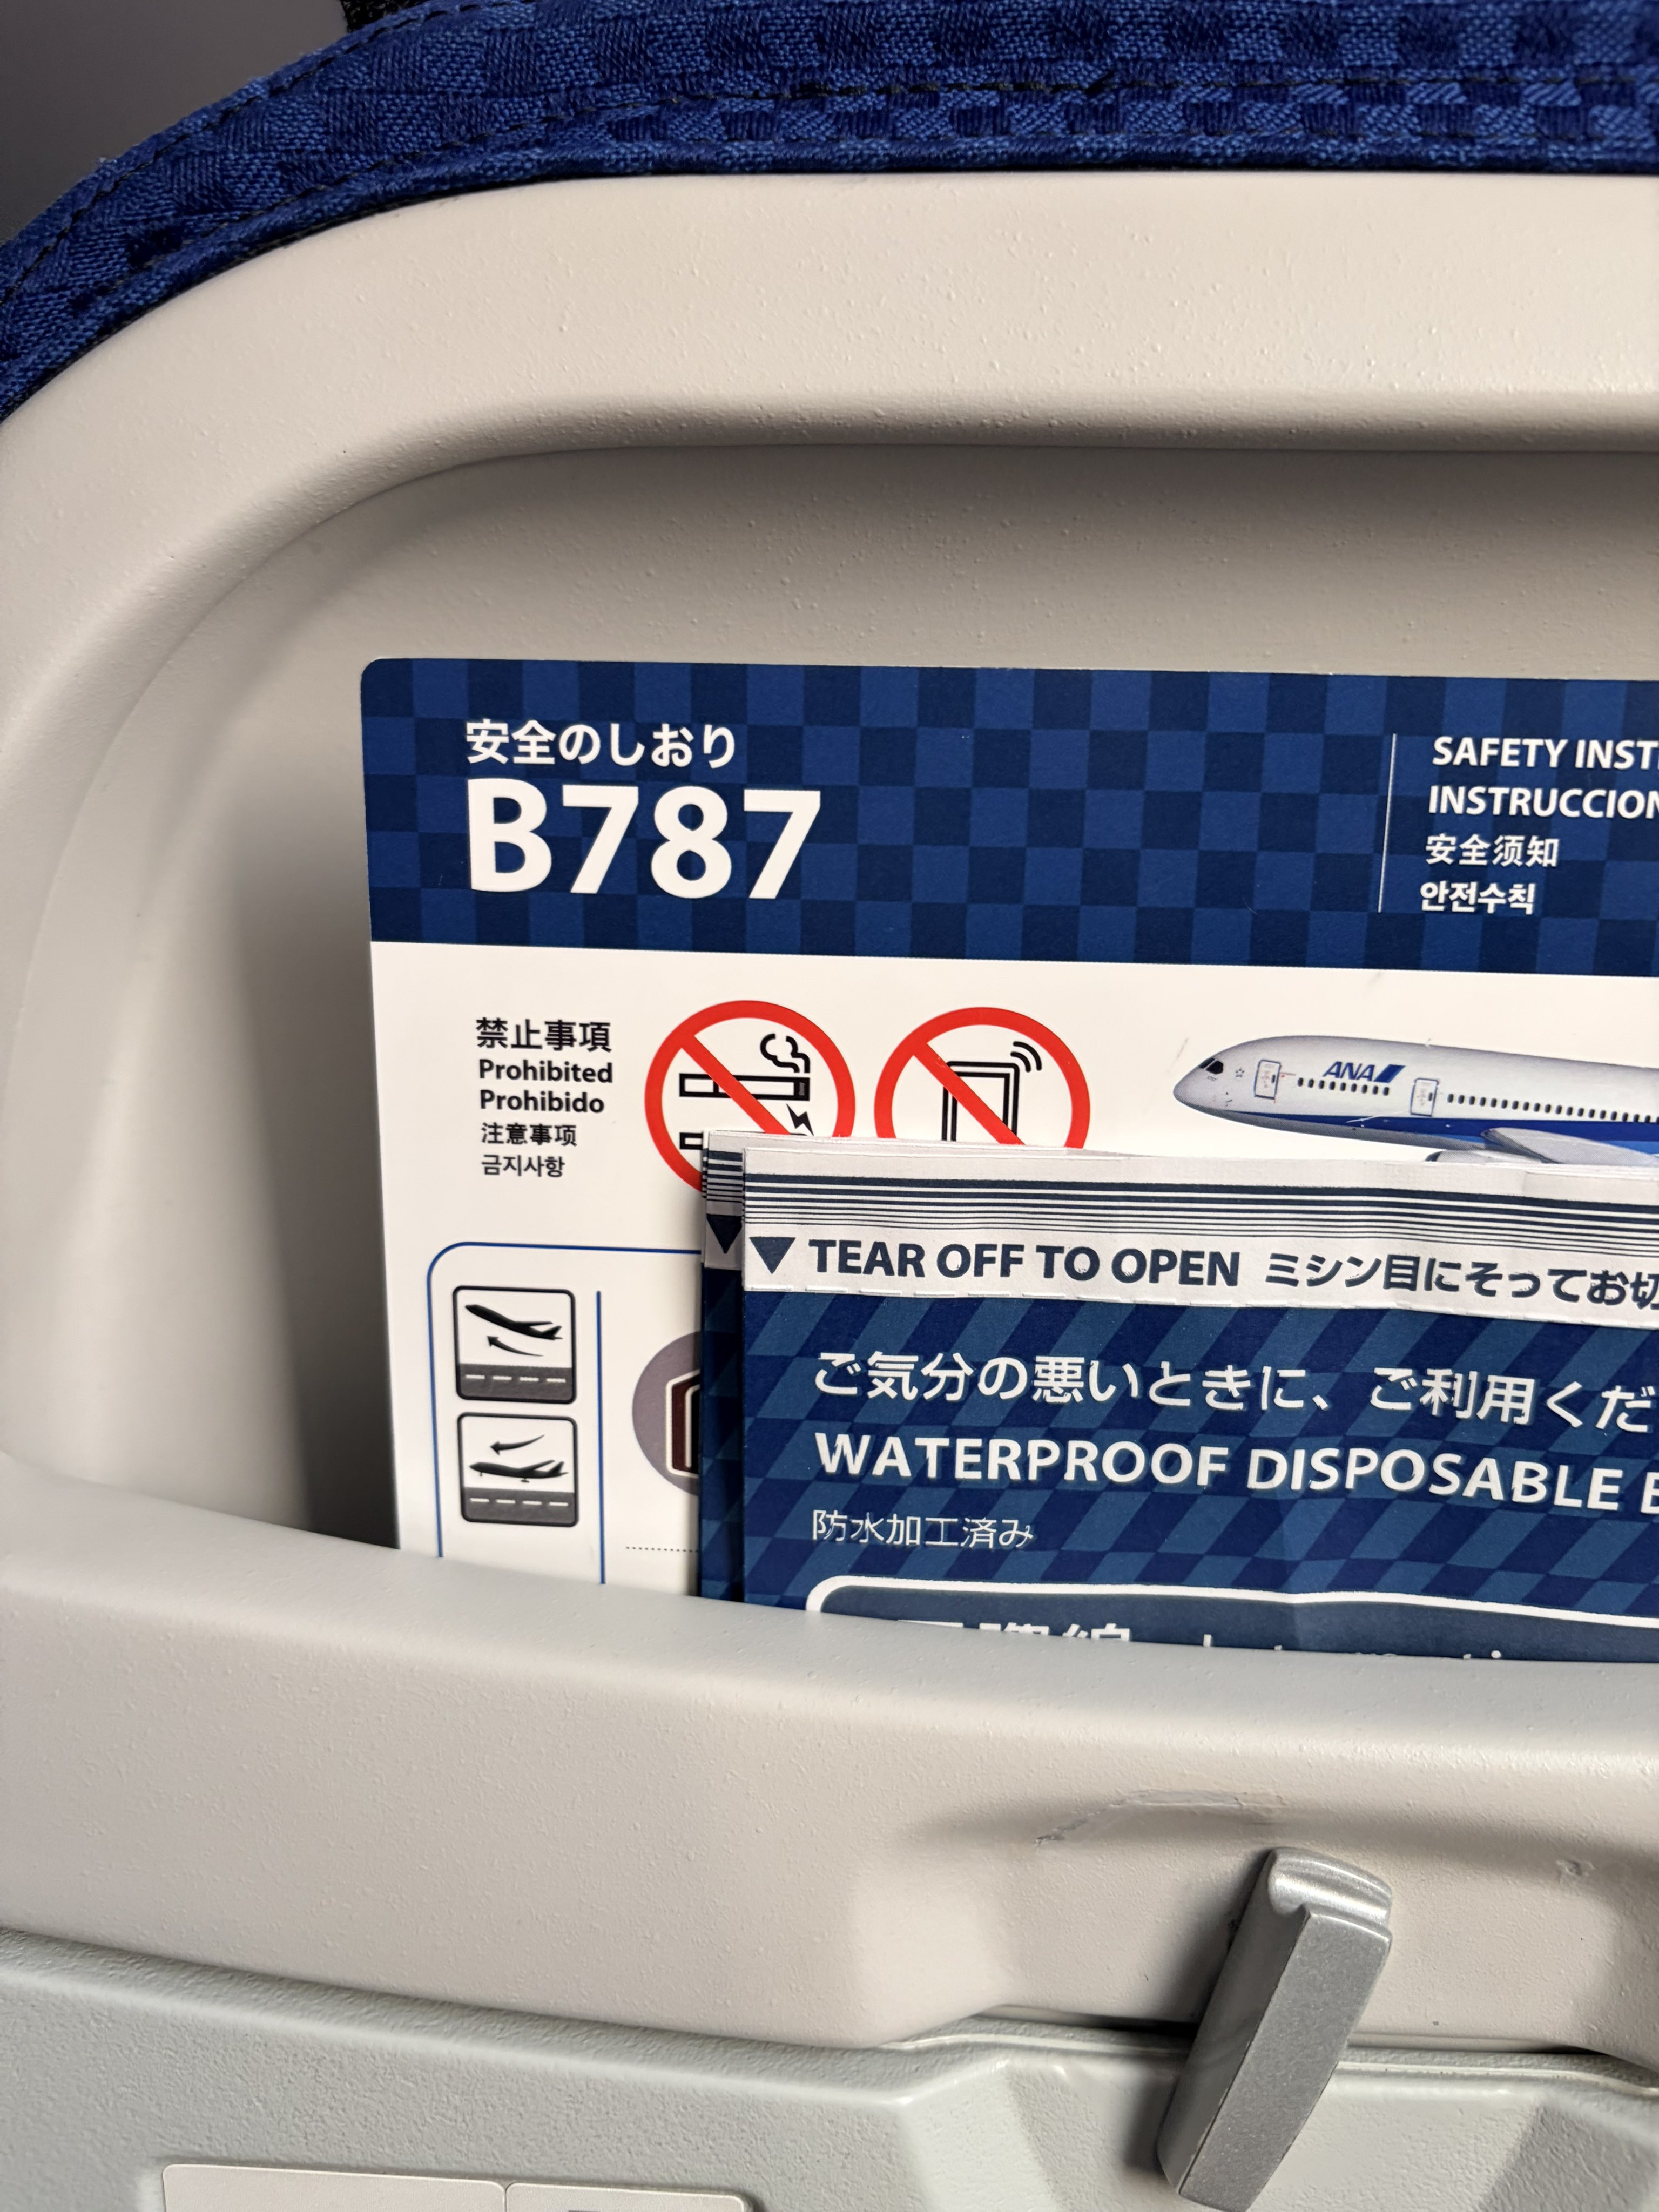 安全のしおり
B787
SAFETY
安全须知
안전수칙
禁止事項
Prohibited
Prohibido
注意事项
금지사항
ANA
TEAR OFF TO OPEN ミシン目にそってお切
ご気分の悪いときに、ご利用くだ
WATERPROOF DISPOSABLE
防水加工済み